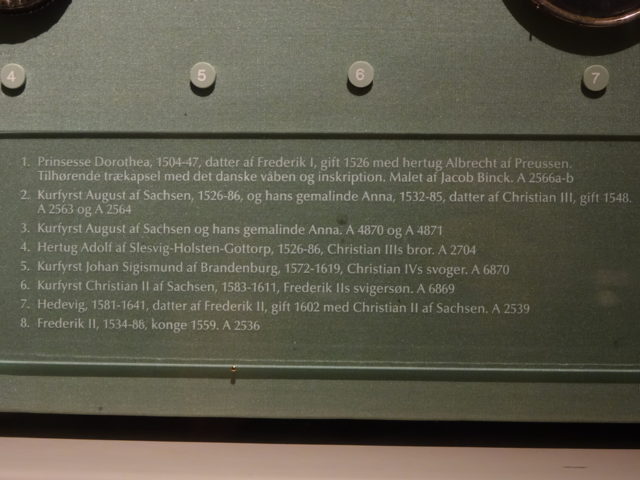 4 5 6 7
1. Prinsesse Dorothea, 1504-47, datter af Frederik I, gift 1526 med hertug Albrecht af Preussen.
Tilhørende trækapsel med det danske våben og inskription. Malet af Jacob Binck. A 2566a-b
2. Kurfyrst August af Sachsen, 1526-86, og hans gemalinde Anna, 1532-85, datter af Christian III, gift 1548.
A 2563 og A 2564
3. Kurfyrst August af Sachsen og hans gemalinde Anna. A 4870 og A 4871
4. Hertug Adolf af Slesvig-Holsten-Gottorp, 1526-86, Christian IIIs bror. A 2704
5. Kurfyrst Johan Sigismund af Brandenburg, 1572-1619, Christian IVs svoger. A 6870
6. Kurfyrst Christian II af Sachsen, 1583-1611, Frederik IIs svigersøn. A 6869
7. Hedevig, 1581-1641, datter af Frederik II, gift 1602 med Christian II af Sachsen. A 2539
8. Frederik II, 1534-88, konge 1559. A 2536